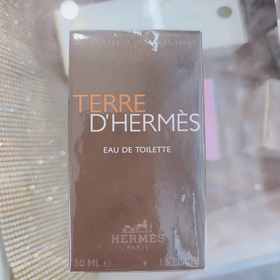 TERRE
D'HERMÈS
EAU DE TOILETTE
HERMÈS
PARIS
50 ML